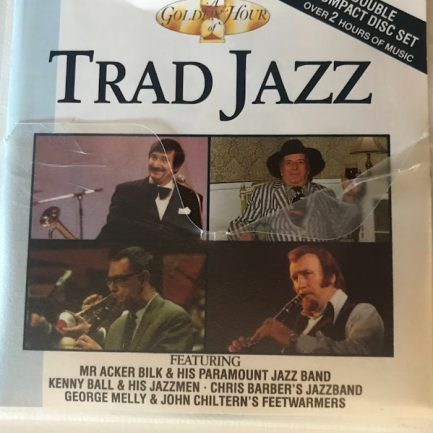 A
GOLDEN HOUR
of
DOUBLE
COMPACT DISC SET
OVER 2 HOURS OF MUSIC
TRAD JAZZ
FEATURING
MR ACKER BILK & HIS PARAMOUNT JAZZ BAND
KENNY BALL & HIS JAZZMEN · CHRIS BARBER'S JAZZBAND
GEORGE MELLY & JOHN CHILTERN'S FEETWARMERS